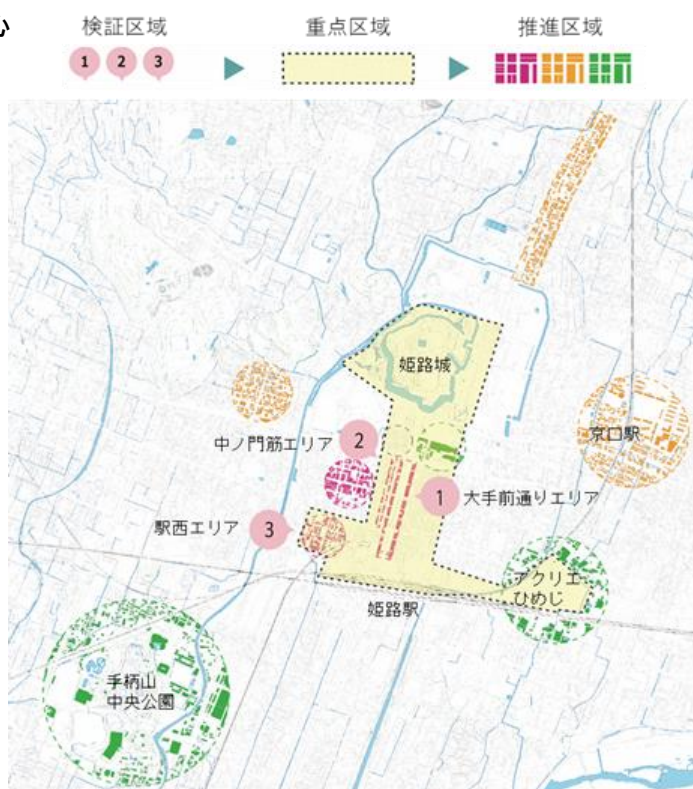 検証区域
重点区域
推進区域
1 2 3
姫路城
中ノ門筋エリア
2
京口駅
1
大手前通りエリア
駅西エリア
3
アクリエ
ひめじ
姫路駅
手柄山
中央公園